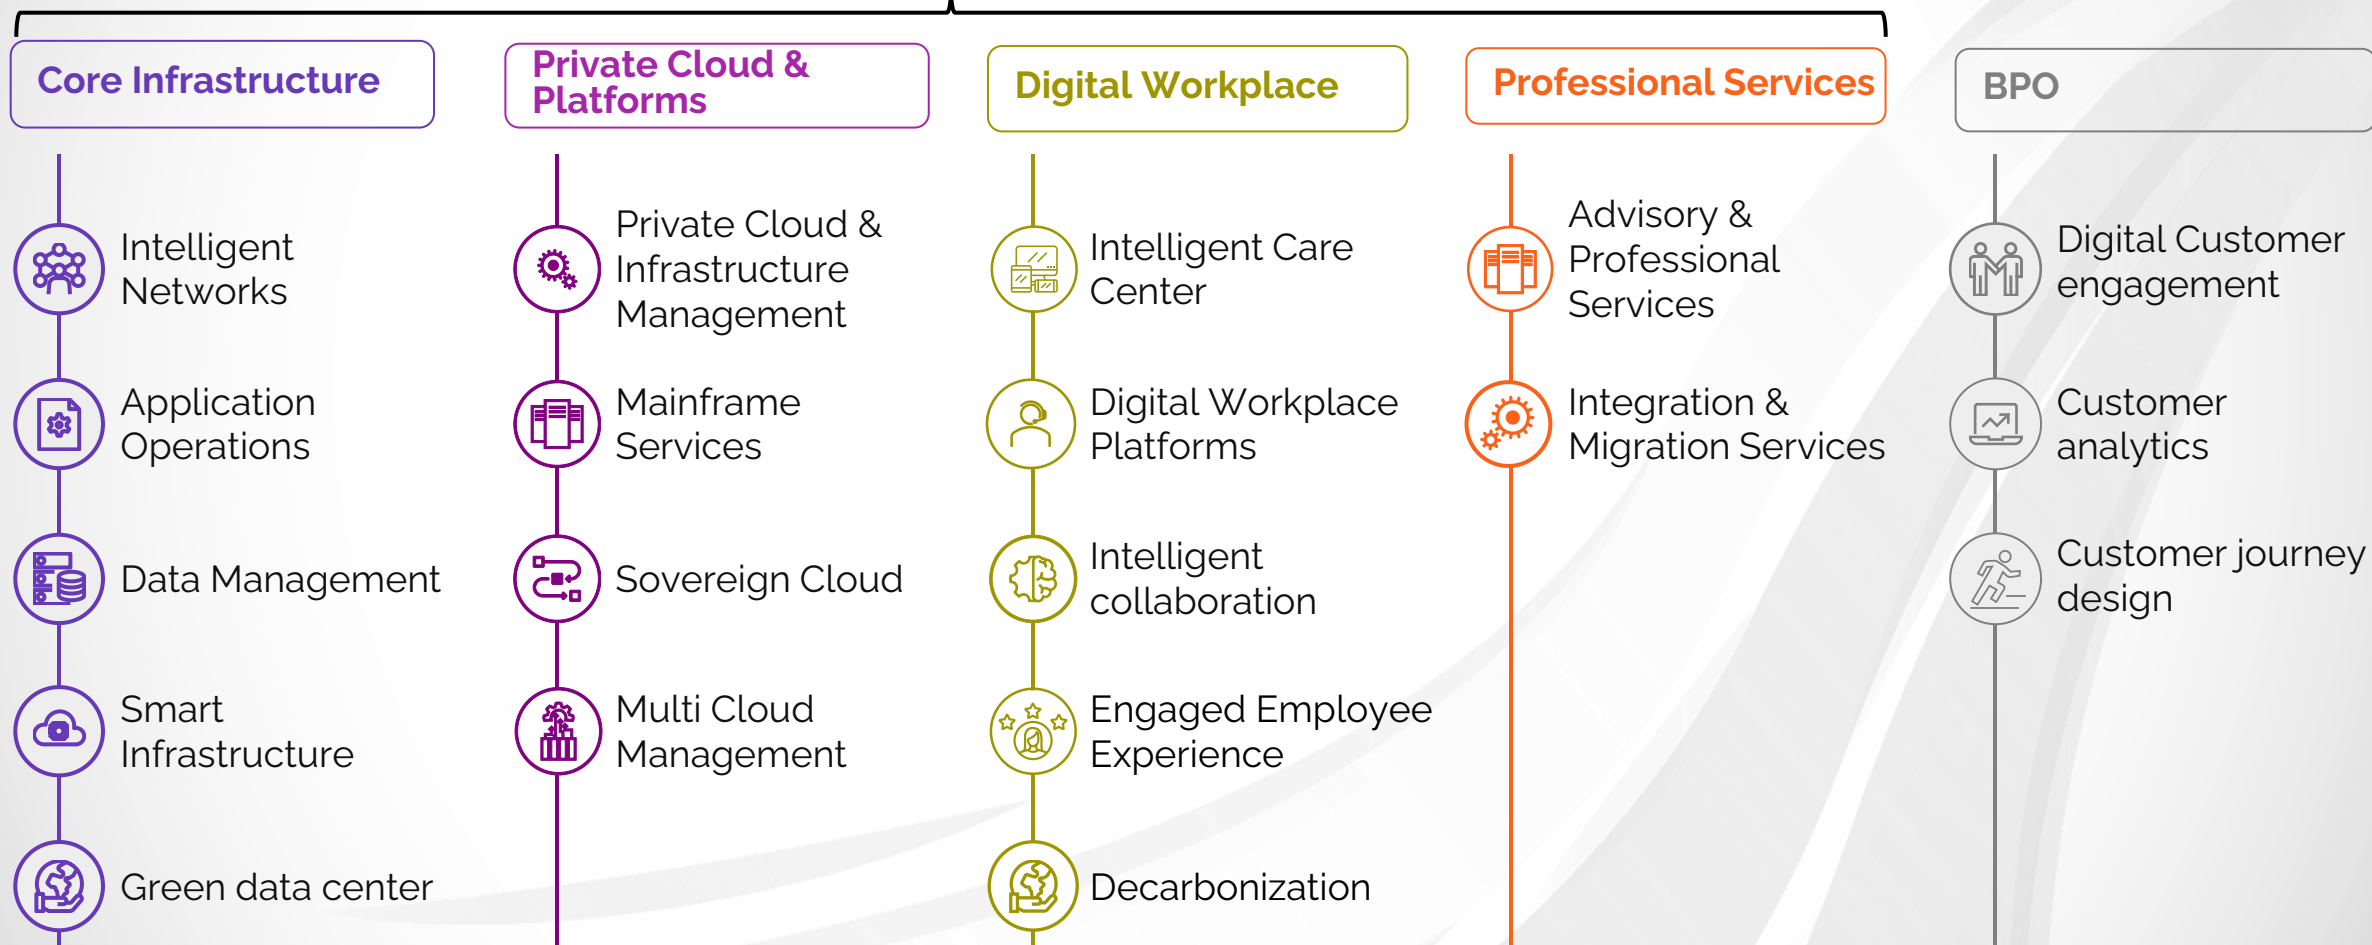 Core Infrastructure
Intelligent
Networks
Application
Operations
Data Management
Smart
Infrastructure
Green data center
Private Cloud &
Platforms
Private Cloud &
Infrastructure
Management
Mainframe
Services
Sovereign Cloud
Multi Cloud
Management
Digital Workplace
Intelligent Care
Center
Digital Workplace
Platforms
Intelligent
collaboration
Engaged Employee
Experience
Decarbonization
Professional Services
Advisory &
Professional
Services
Integration &
Migration Services
BPO
Digital Customer
engagement
Customer
analytics
Customer journey
design